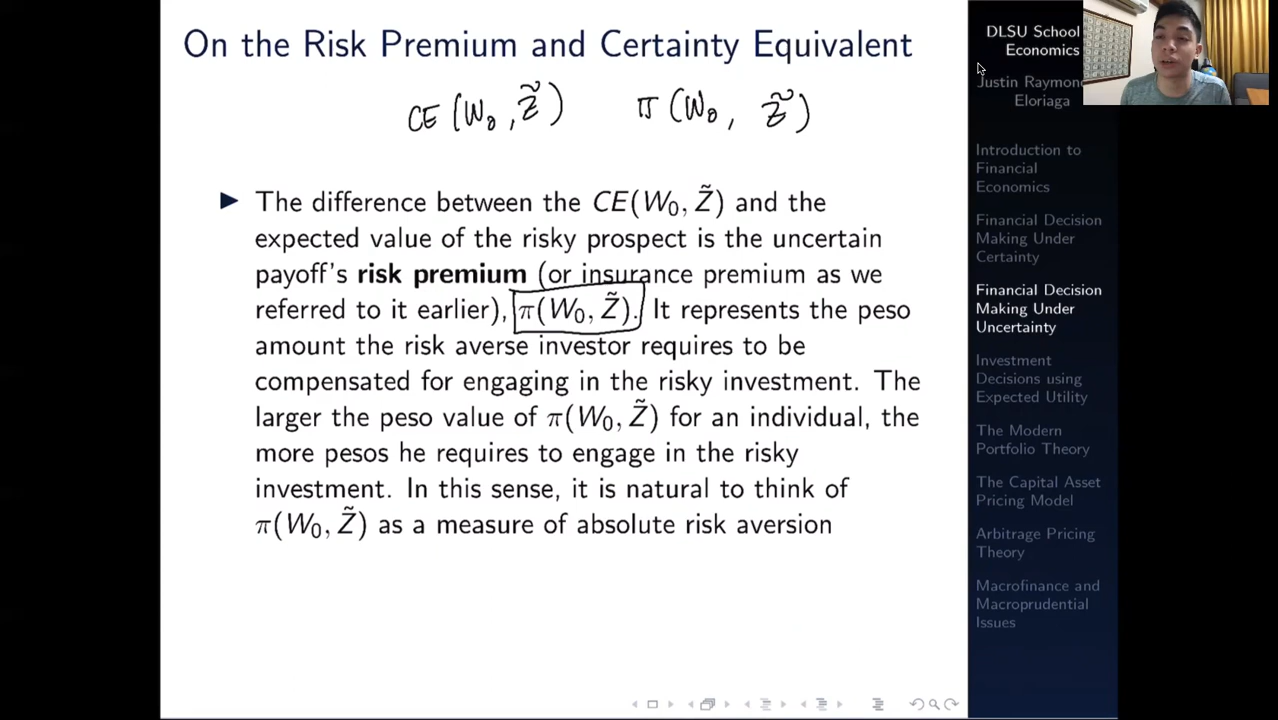 On the Risk Premium and Certainty Equivalent
CE (W₀, Z̃) π (W₀, Z̃)
▶ The difference between the CE(W₀, Z̃) and the
expected value of the risky prospect is the uncertain
payoff's risk premium (or insurance premium as we
referred to it earlier), π(W₀, Z̃). It represents the peso
amount the risk averse investor requires to be
compensated for engaging in the risky investment. The
larger the peso value of π(W₀, Z̃) for an individual, the
more pesos he requires to engage in the risky
investment. In this sense, it is natural to think of
π(W₀, Z̃) as a measure of absolute risk aversion
DLSU School
Economics
Justin Raymon
Eloriaga
Introduction to
Financial
Economics
Financial Decision
Making Under
Certainty
Financial Decision
Making Under
Uncertainty
Investment
Decisions using
Expected Utility
The Modern
Portfolio Theory
The Capital Asset
Pricing Model
Arbitrage Pricing
Theory
Macrofinance and
Macroprudential
Issues